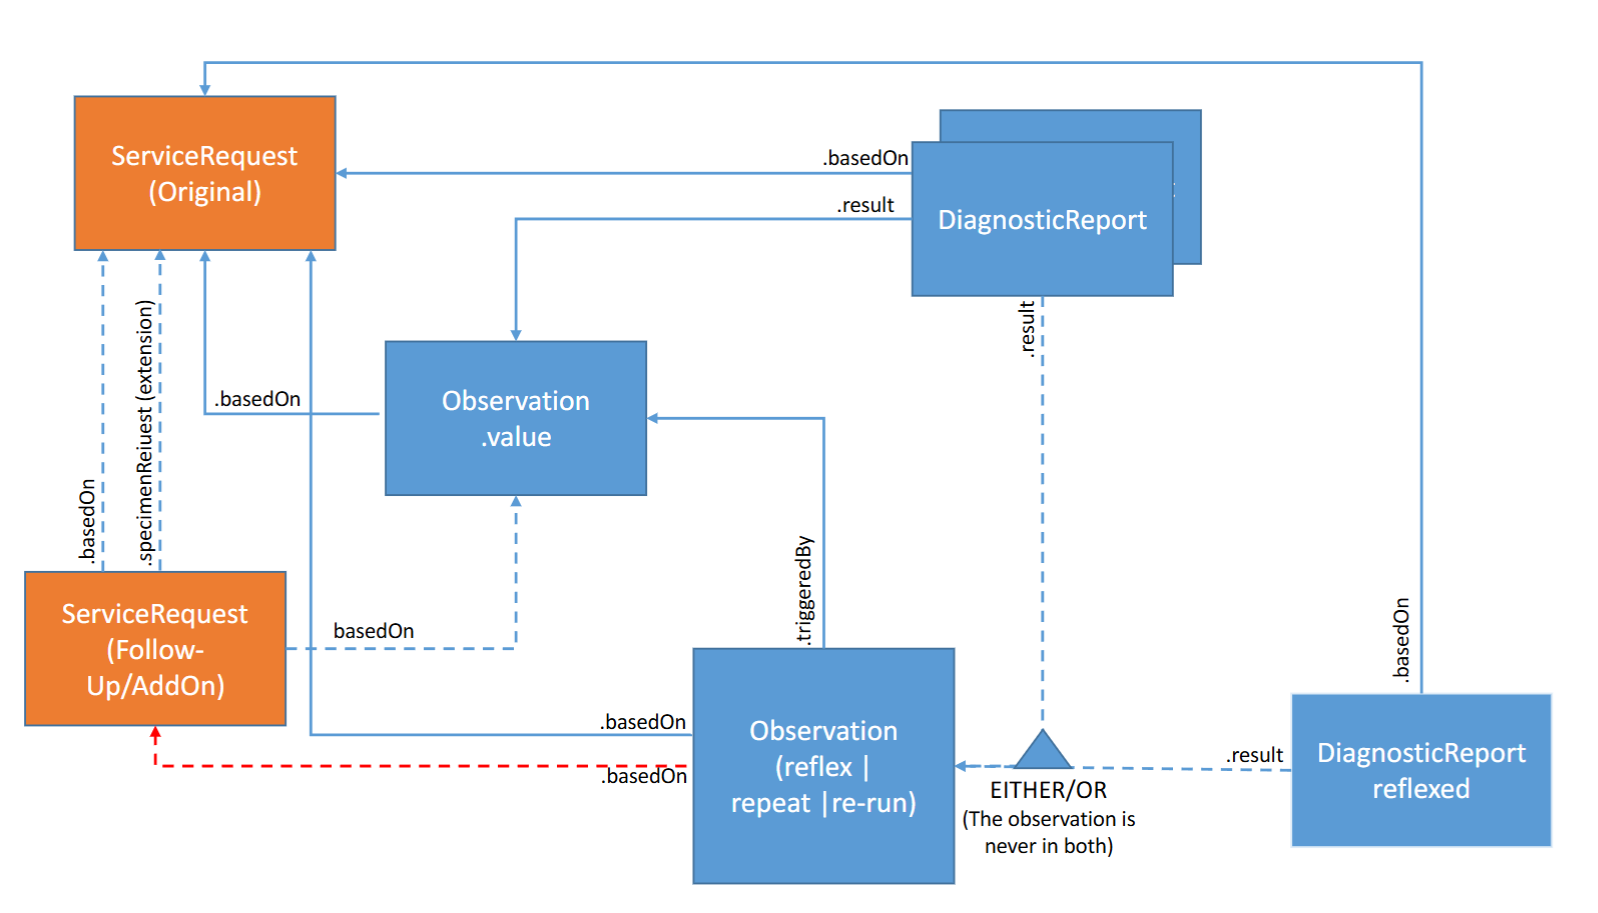 ServiceRequest
(Original)
.basedOn
.result
DiagnosticReport
.result
.specimenReiuest (extension)
.basedOn
.basedOn
Observation
.value
.triggeredBy
.basedOn
ServiceRequest
(Follow-
Up/AddOn)
basedOn
.basedOn
.basedOn
Observation
(reflex |
repeat |re-run)
EITHER/OR
(The observation is
never in both)
.result
DiagnosticReport
reflexed